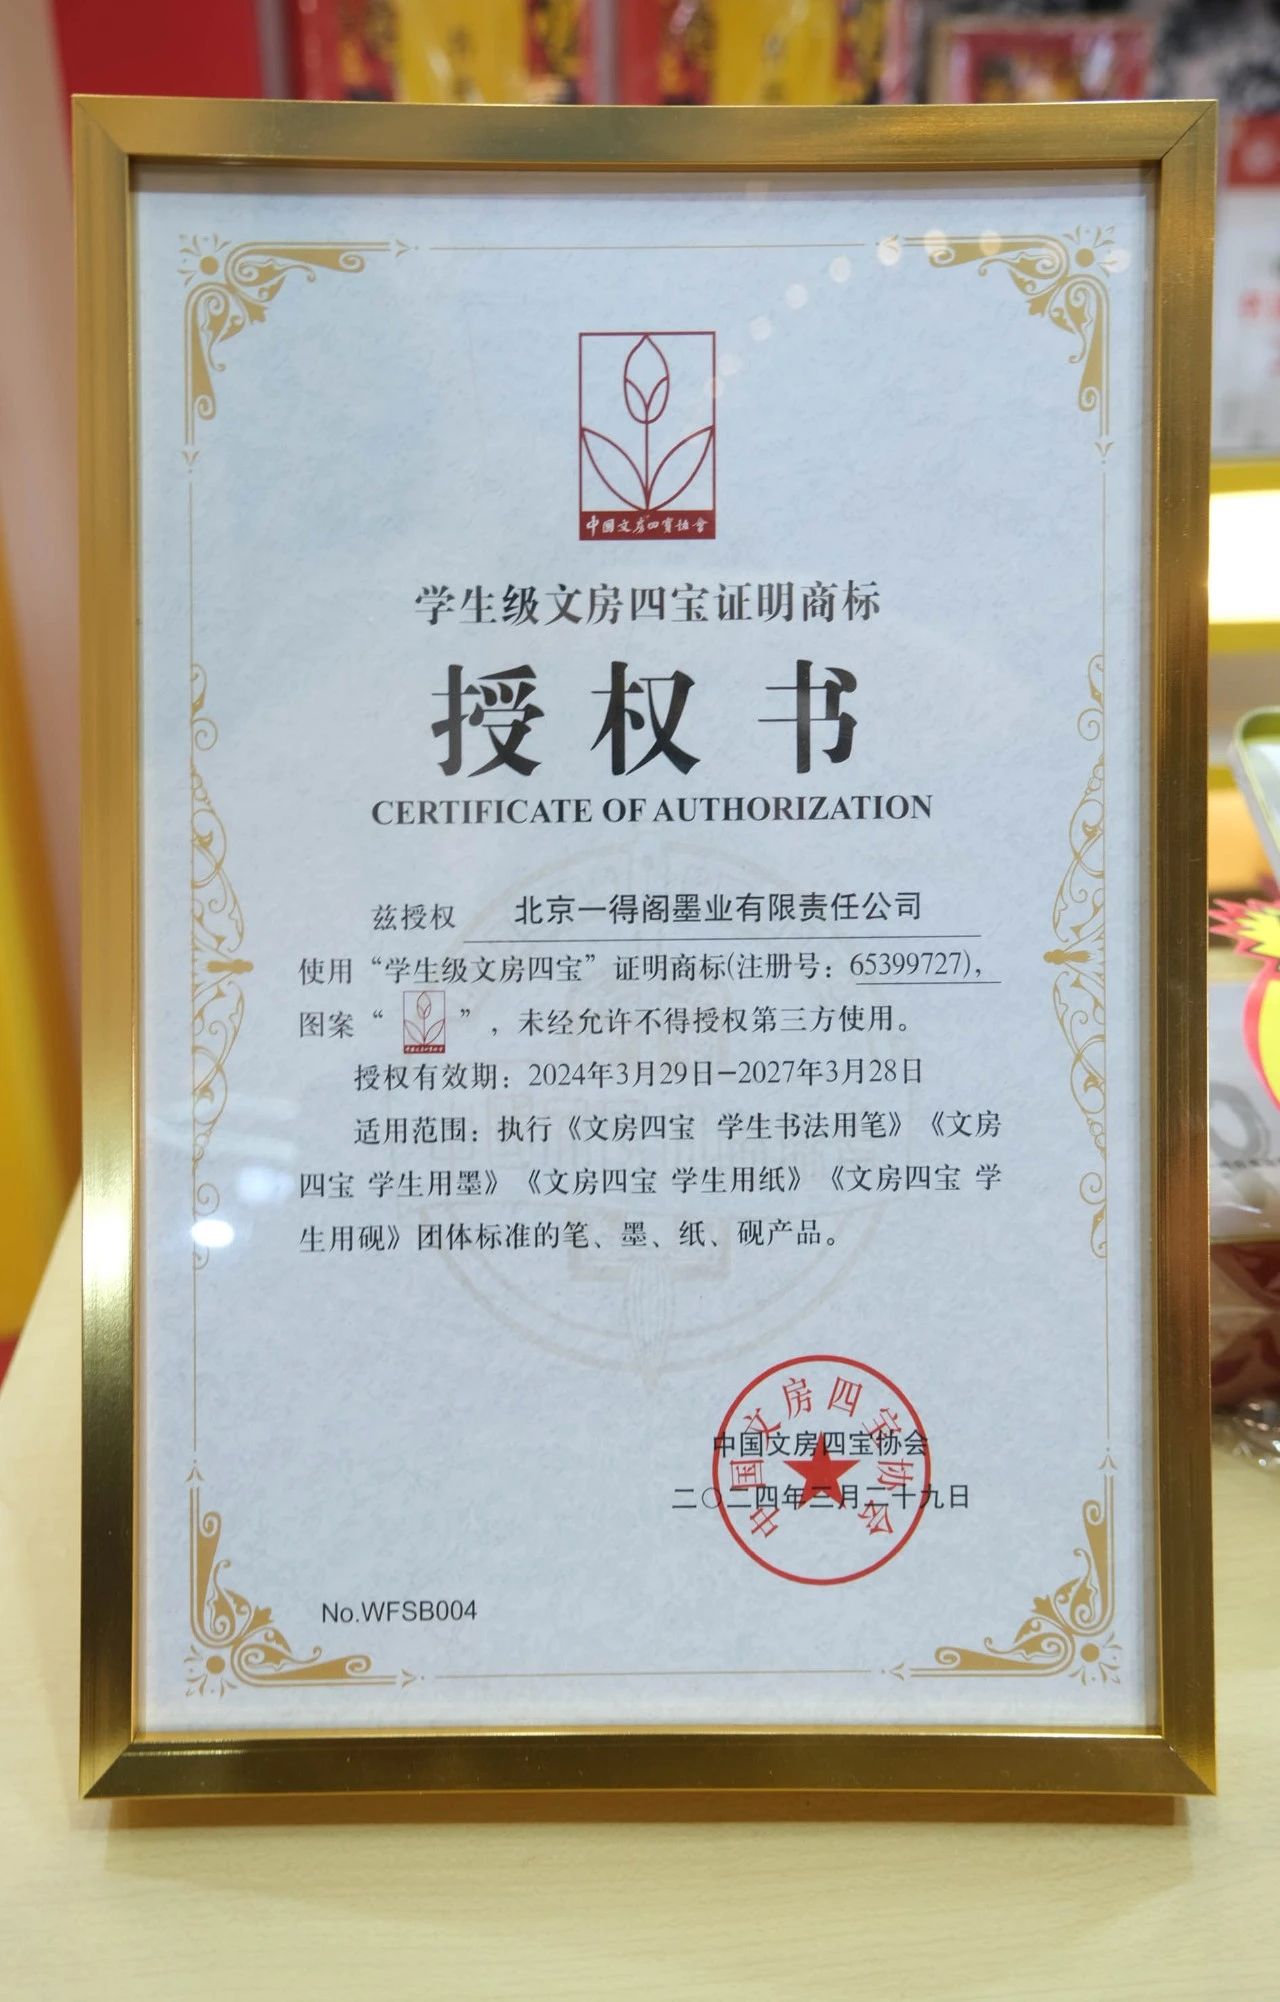 中国文房四宝協會
学生级文房四宝证明商标
授权书
CERTIFICATE OF AUTHORIZATION
兹授权 北京一得阁墨业有限责任公司
使用“学生级文房四宝”证明商标(注册号：65399727)，
图案“ ”，未经允许不得授权第三方使用。
授权有效期：2024年3月29日-2027年3月28日
适用范围：执行《文房四宝 学生书法用笔》《文房
四宝 学生用墨》《文房四宝 学生用纸》《文房四宝 学
生用砚》团体标准的笔、墨、纸、砚产品。
中国文房四宝协会
中国文房四宝协会
二〇二四年三月二十九日
No.WFSB004